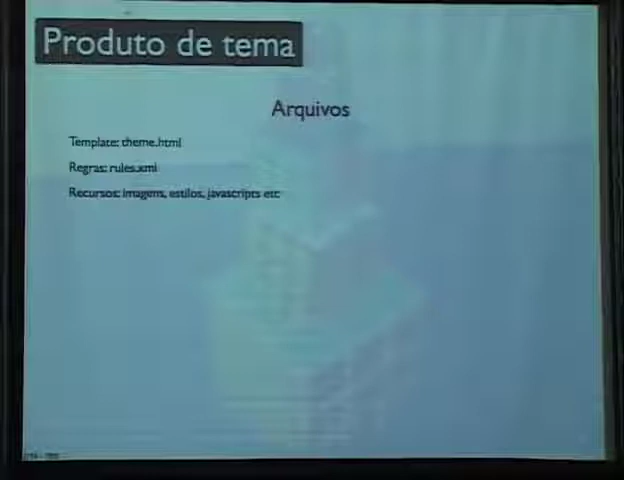 Produto de tema
Arquivos
Template: theme.html
Regras: rules.xml
Recursos: imagens, estilos, javascripts etc